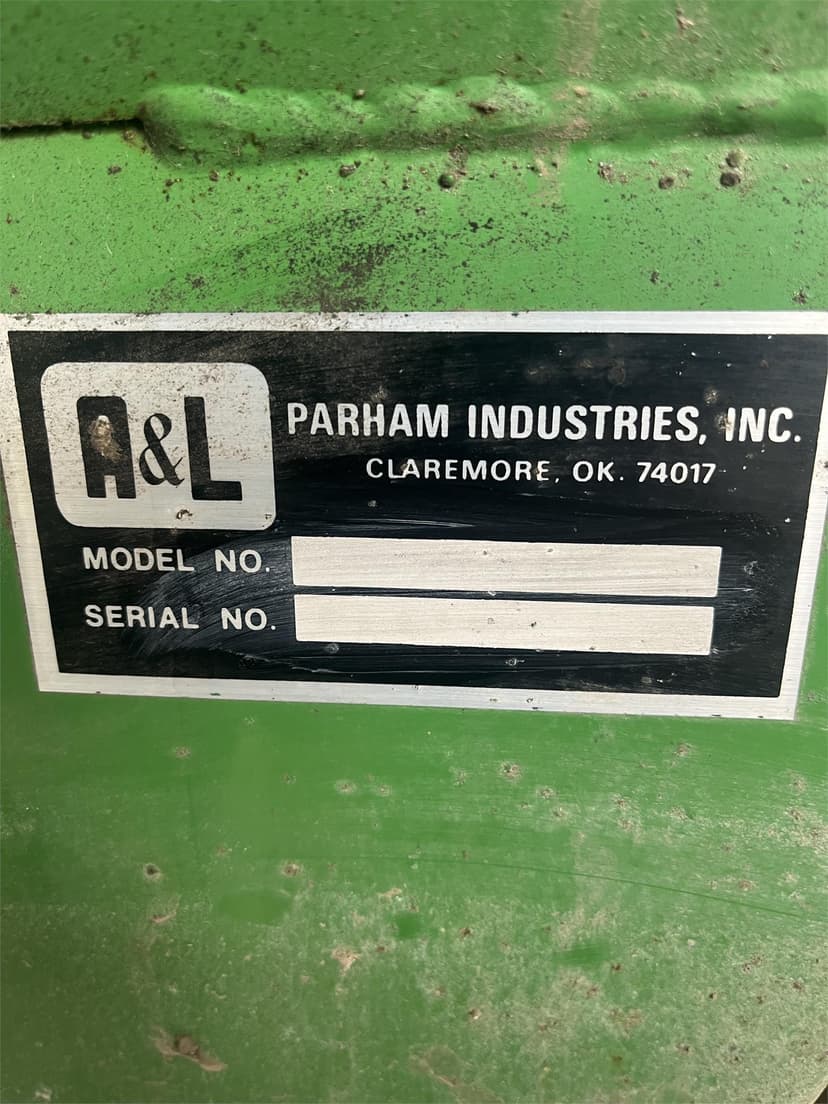 A&L
PARHAM INDUSTRIES, INC.
CLAREMORE, OK. 74017
MODEL NO.
SERIAL NO.